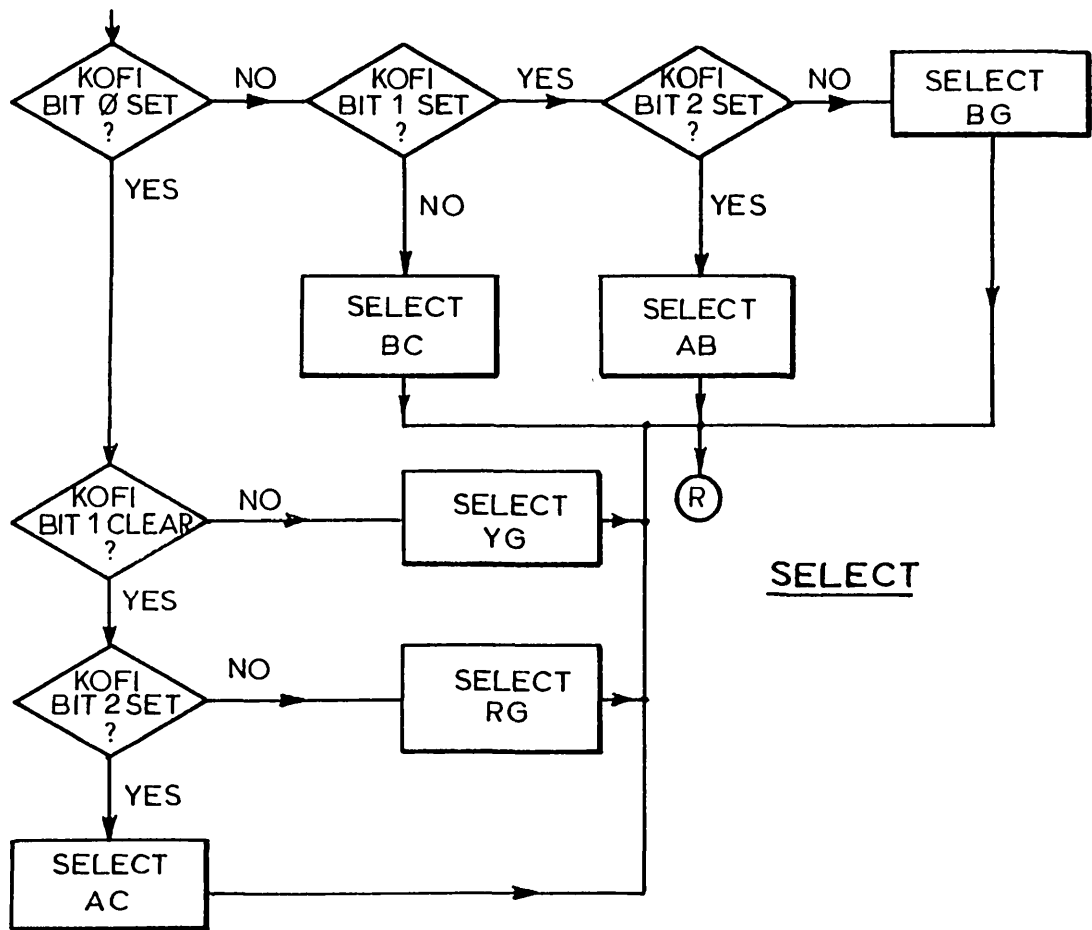 KOFI
BIT Ø SET
?
NO
KOFI
BIT 1 SET
?
YES
KOFI
BIT 2 SET
?
NO
SELECT
BG
YES
NO
YES
SELECT
BC
SELECT
AB
R
KOFI
BIT 1 CLEAR
?
NO
SELECT
YG
SELECT
YES
KOFI
BIT 2 SET
?
NO
SELECT
RG
YES
SELECT
AC